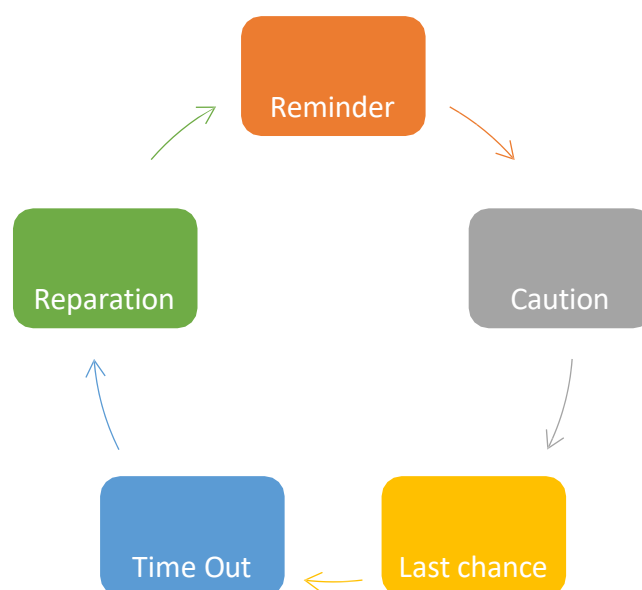 Reminder
Caution
Last chance
Time Out
Reparation